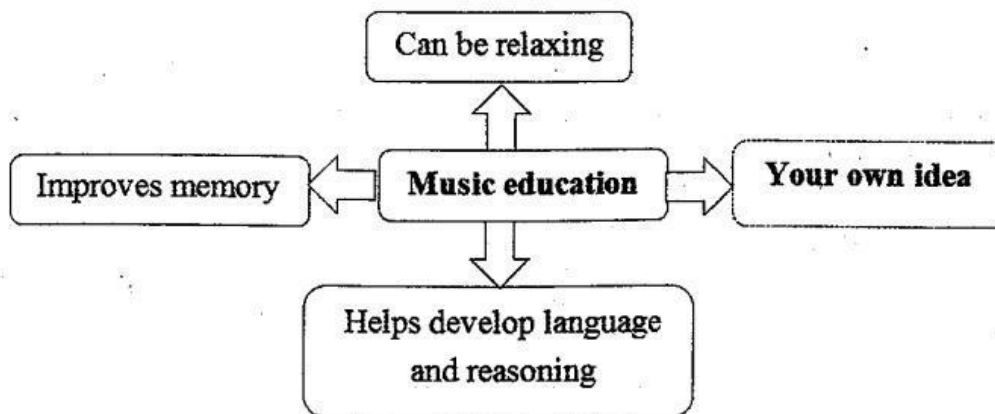 Can be relaxing
Improves memory
Music education
Your own idea
Helps develop language
and reasoning